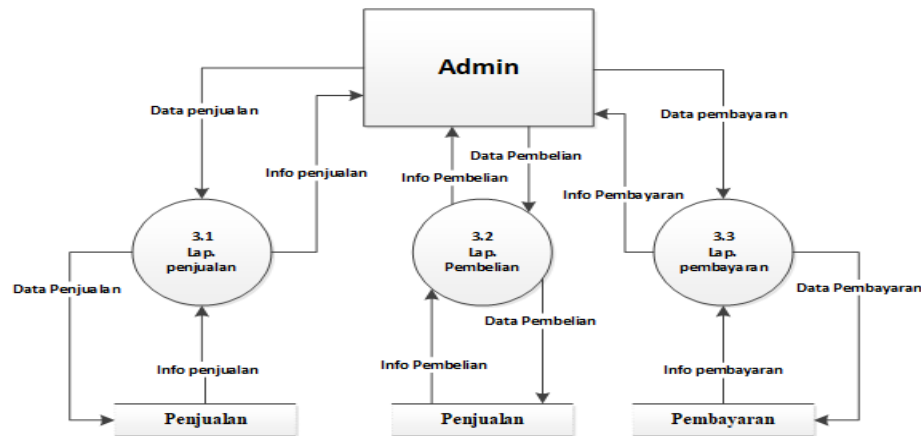 Admin
Data penjualan
Data pembayaran
Data Pembelian
Info penjualan
Info Pembelian
Info Pembayaran
3.1
Lap.
penjualan
3.2
Lap.
Pembelian
3.3
Lap.
pembayaran
Data Penjualan
Data Pembayaran
Data Pembelian
Info penjualan
Info Pembelian
Info pembayaran
Penjualan
Penjualan
Pembayaran